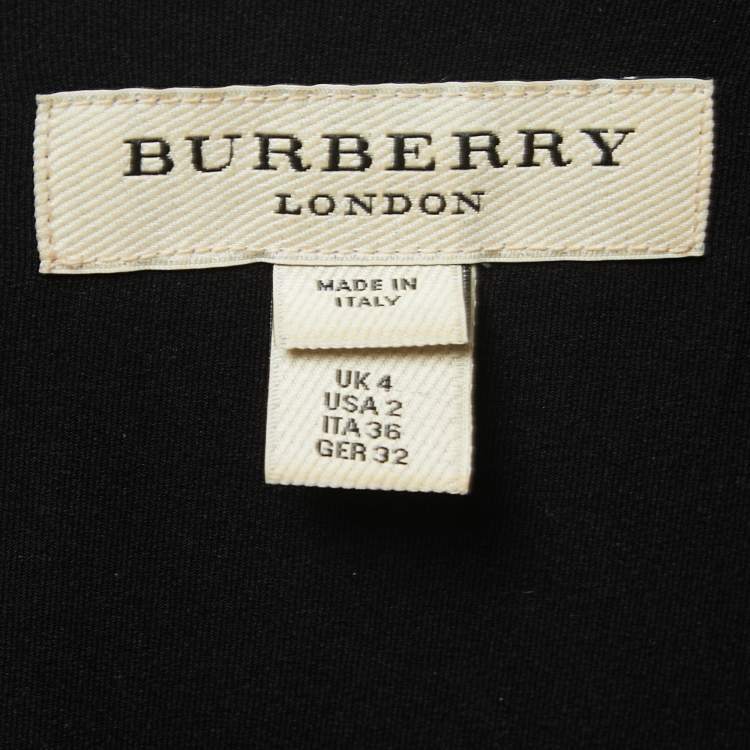 BURBERRY
LONDON
MADE IN
ITALY
UK 4
USA 2
ITA 36
GER 32